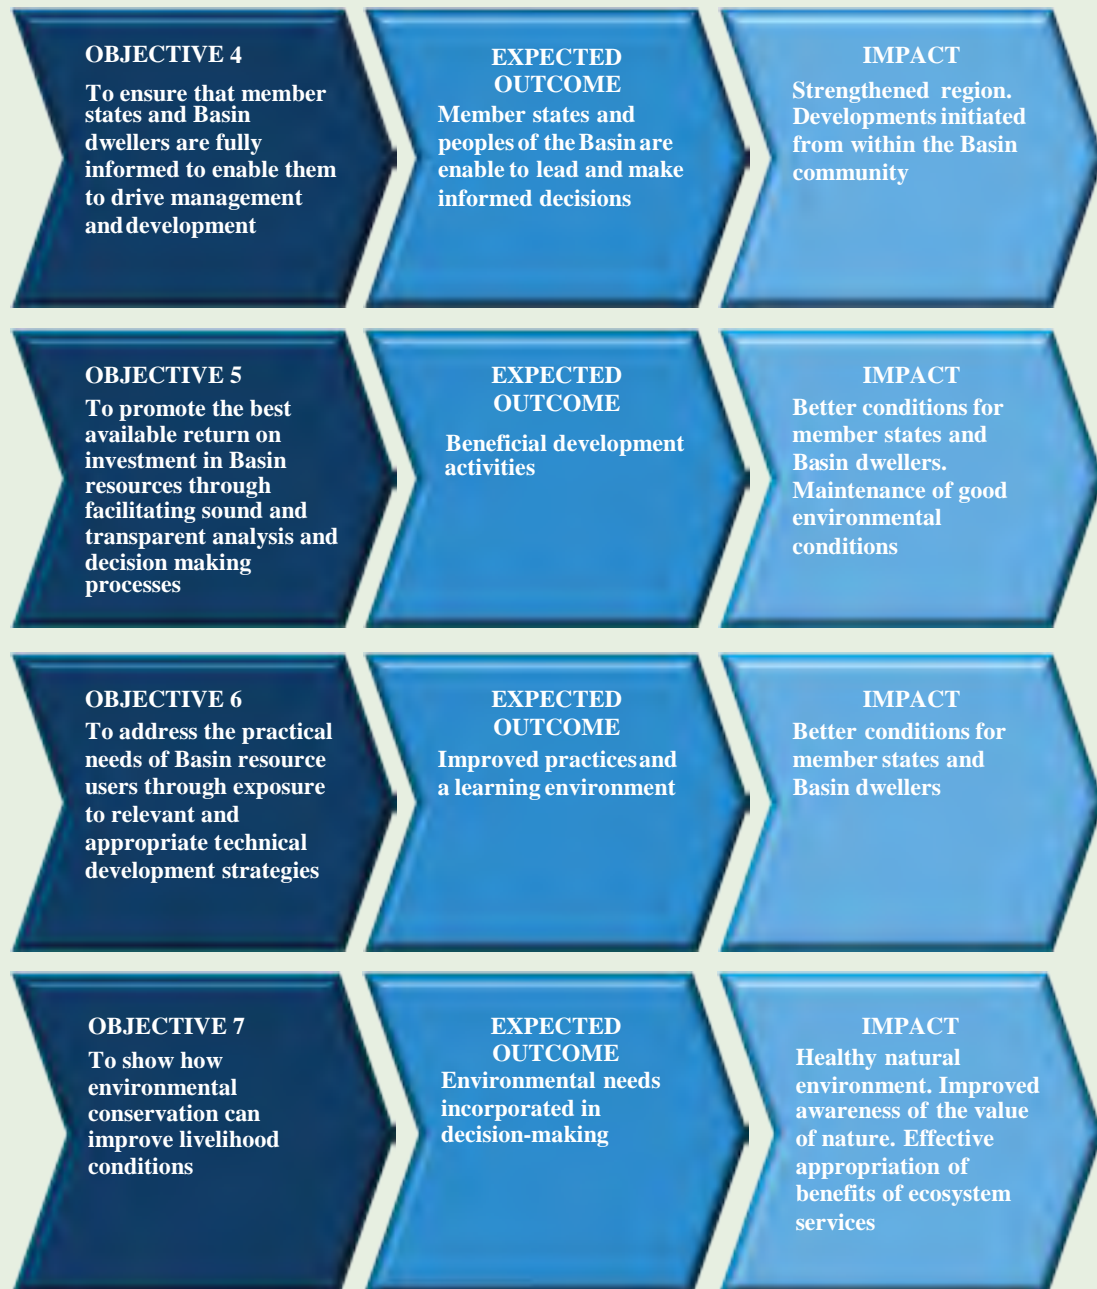 OBJECTIVE 4
To ensure that member
states and Basin
dwellers are fully
informed to enable them
to drive management
and development
EXPECTED
OUTCOME
Member states and
peoples of the Basin are
enable to lead and make
informed decisions
IMPACT
Strengthened region.
Developments initiated
from within the Basin
community
OBJECTIVE 5
To promote the best
available return on
investment in Basin
resources through
facilitating sound and
transparent analysis and
decision making
processes
EXPECTED
OUTCOME
Beneficial development
activities
IMPACT
Better conditions for
member states and
Basin dwellers.
Maintenance of good
environmental
conditions
OBJECTIVE 6
To address the practical
needs of Basin resource
users through exposure
to relevant and
appropriate technical
development strategies
EXPECTED
OUTCOME
Improved practices and
a learning environment
IMPACT
Better conditions for
member states and
Basin dwellers
OBJECTIVE 7
To show how
environmental
conservation can
improve livelihood
conditions
EXPECTED
OUTCOME
Environmental needs
incorporated in
decision-making
IMPACT
Healthy natural
environment. Improved
awareness of the value
of nature. Effective
appropriation of
benefits of ecosystem
services